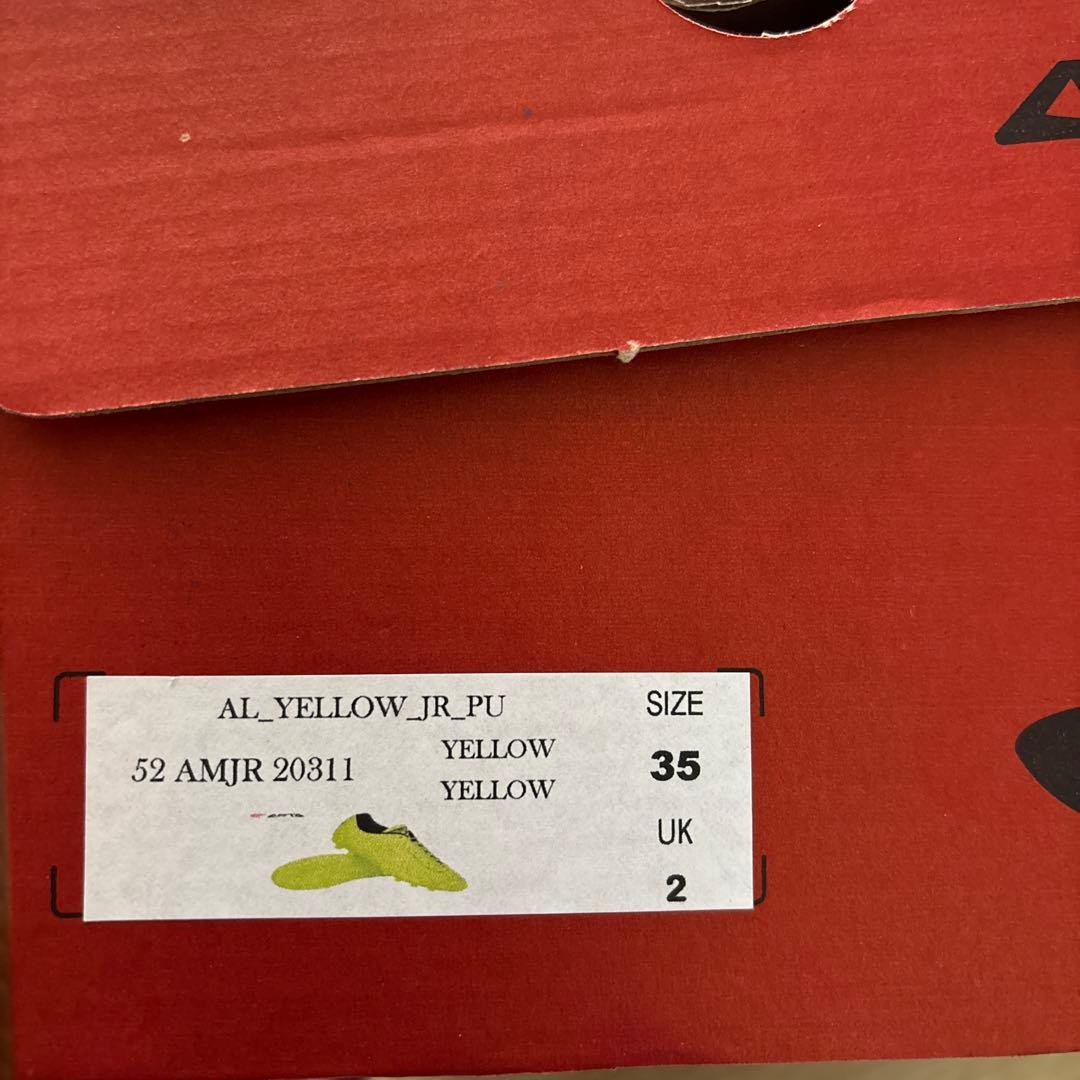 AL_YELLOW_JR_PU
52 AMJR 20311
YELLOW
YELLOW
SIZE
35
UK
2